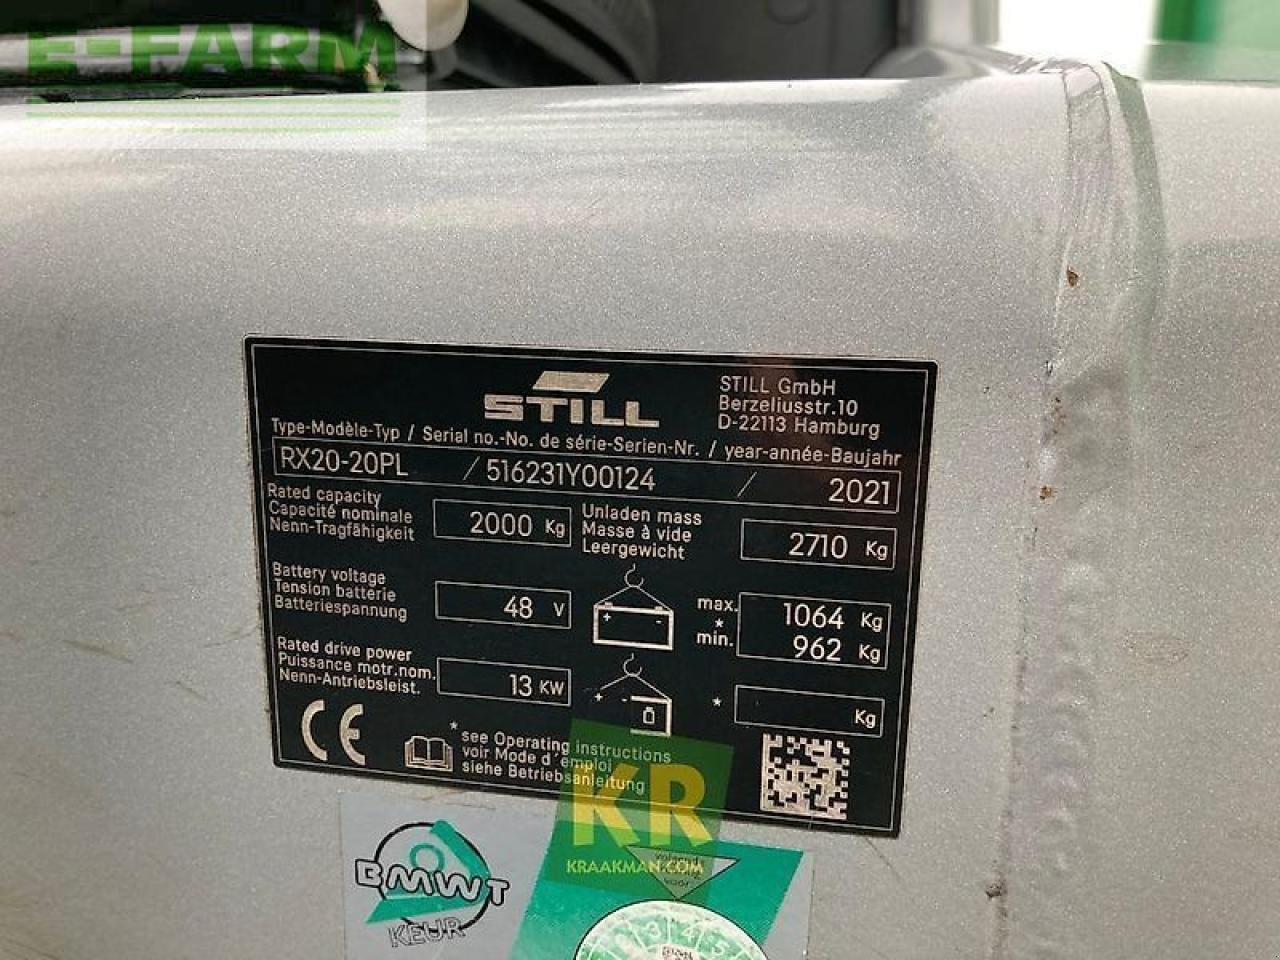 E-FARM
STILL
STILL GmbH
Berzeliusstr.10
D-22113 Hamburg
Type-Modèle-Typ / Serial no.-No. de série-Serien-Nr. / year-année-Baujahr
RX20-20PL / 516231Y00124 / 2021
Rated capacity
Capacité nominale
Nenn-Tragfähigkeit
2000 Kg
Unladen mass
Masse à vide
Leergewicht
2710 Kg
Battery voltage
Tension batterie
Batteriespannung
48 V
+ -
max. 1064 Kg
*
min. 962 Kg
Rated drive power
Puissance motr.nom.
Nenn-Antriebsleist.
13 KW
+ -
* Kg
CE
* see Operating instructions
voir Mode d'emploi
siehe Betriebsanleitung
KR
KRAAKMAN.COM
BMWT
KEUR
voor
3 4 5